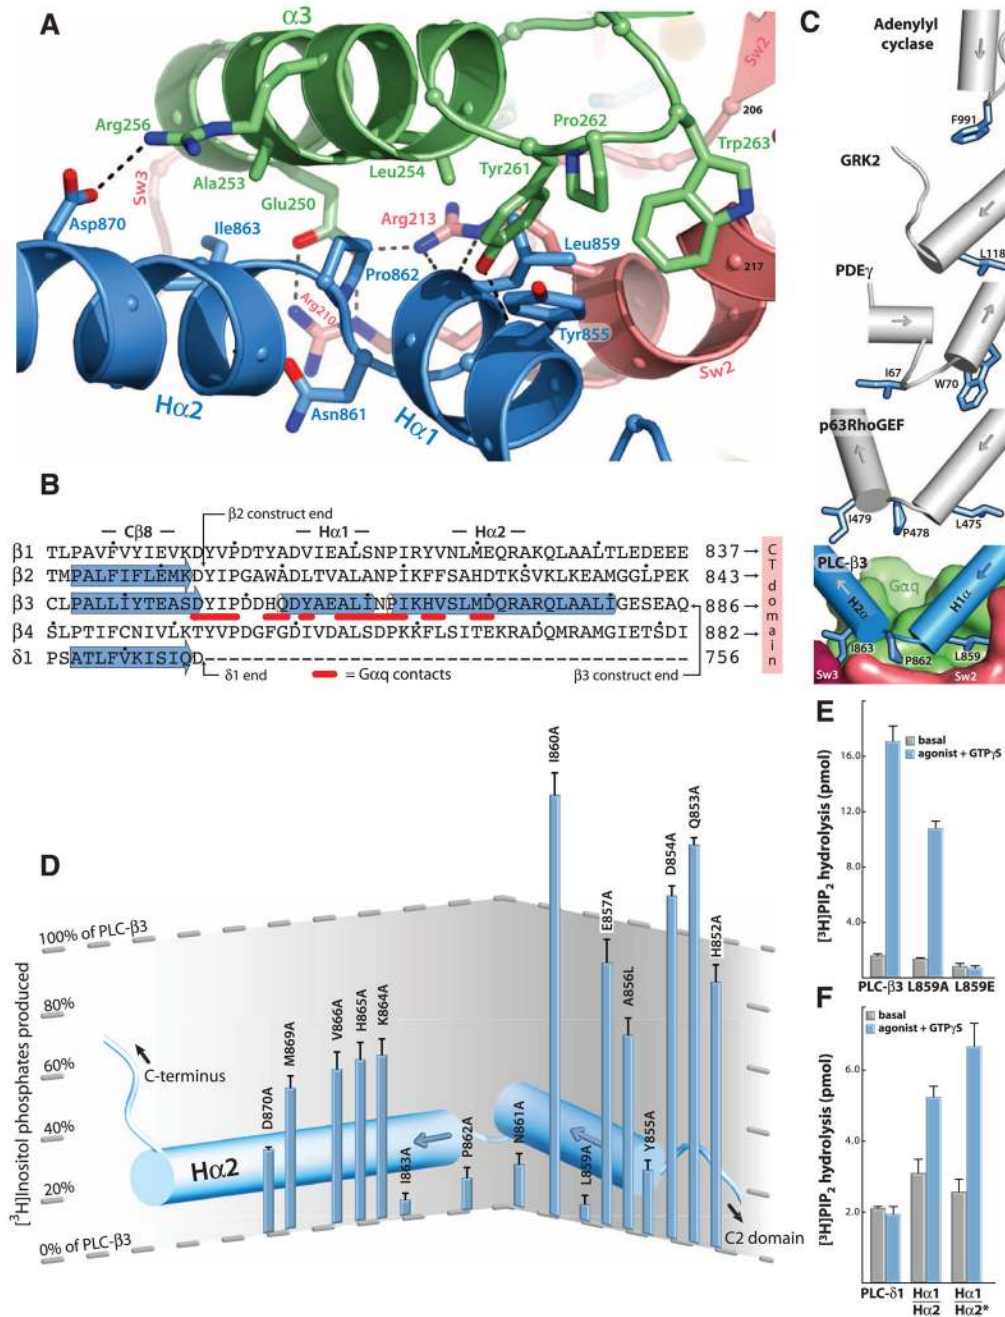 A
α3
Sw2
206
Arg256
Pro262
Trp263
Sw3
Ala253
Leu254
Tyr261
Glu250
Asp870
Ile863
Arg213
Leu859
217
Pro862
Arg210
Tyr855
Sw2
Hα2
Asn861
Hα1
B
β2 construct end
Cβ8
Hα1
Hα2
β1 TLPAVFVYIEVKDYVPDTYADVIEALSNPIRYVNLMEQRAKQLAALTLEDEEE 837
β2 TMPALFIFLEMKDYIPGAWADLTVALANPIKFFSAHDTKSVKLKEAMGGLPEK 843
β3 CLPALLIYTEASDYIPDDHQDYAEALINPIKHVSLMDQRARQLAALIGESEAQ 886
β4 SLPTIFCNIVLKTYVPDGFGDIVDALSDPKKFLSITEKRADQMRAMGIETSDI 882
δ1 PSATLFVKISIQD---------------------------------------- 756
CT domain
δ1 end
= Gαq contacts
β3 construct end
C
Adenylyl
cyclase
F991
GRK2
L118
PDEγ
I67
W70
p63RhoGEF
I479
P478
L475
PLC-β3
Gαq
H2α
H1α
I863
P862
L859
Sw3
Sw2
D
[³H]Inositol phosphates produced
100% of PLC-β3
80%
60%
40%
20%
0% of PLC-β3
C-terminus
Hα2
C2 domain
D870A
M869A
V866A
H865A
K864A
I863A
P862A
N861A
I860A
L859A
E857A
A856L
Y855A
D854A
Q853A
H852A
E
basal
agonist + GTPγS
[³H]PIP₂ hydrolysis (pmol)
16.0
12.0
8.0
4.0
PLC-β3 L859A L859E
F
basal
agonist + GTPγS
[³H]PIP₂ hydrolysis (pmol)
6.0
4.0
2.0
PLC-δ1 Hα1 Hα1
Hα2 Hα2*